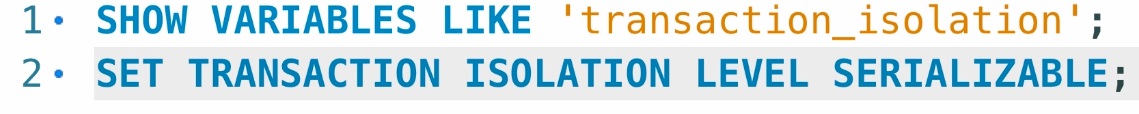 1 • SHOW VARIABLES LIKE 'transaction_isolation';
2 • SET TRANSACTION ISOLATION LEVEL SERIALIZABLE;